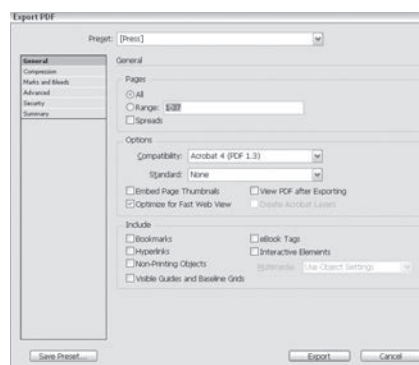 Export PDF
Preset: [Press]
General
Compression
Marks and Bleeds
Advanced
Security
Summary
General
Pages
All
Range: 1-37
Spreads
Options
Compatibility: Acrobat 4 (PDF 1.3)
Standard: None
Embed Page Thumbnails View PDF after Exporting
Optimize for Fast Web View Create Acrobat Layers
Include
Bookmarks eBook Tags
Hyperlinks Interactive Elements
Non-Printing Objects Multimedia: Use Object Settings
Visible Guides and Baseline Grids
Save Preset... Export Cancel